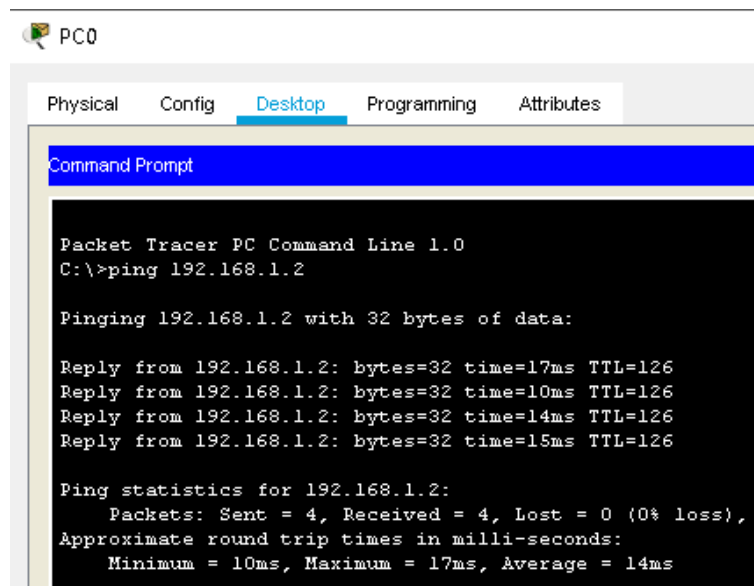 PC0
Physical Config Desktop Programming Attributes
Command Prompt
Packet Tracer PC Command Line 1.0
C:\>ping 192.168.1.2
Pinging 192.168.1.2 with 32 bytes of data:
Reply from 192.168.1.2: bytes=32 time=17ms TTL=126
Reply from 192.168.1.2: bytes=32 time=10ms TTL=126
Reply from 192.168.1.2: bytes=32 time=14ms TTL=126
Reply from 192.168.1.2: bytes=32 time=15ms TTL=126
Ping statistics for 192.168.1.2:
Packets: Sent = 4, Received = 4, Lost = 0 (0% loss),
Approximate round trip times in milli-seconds:
Minimum = 10ms, Maximum = 17ms, Average = 14ms